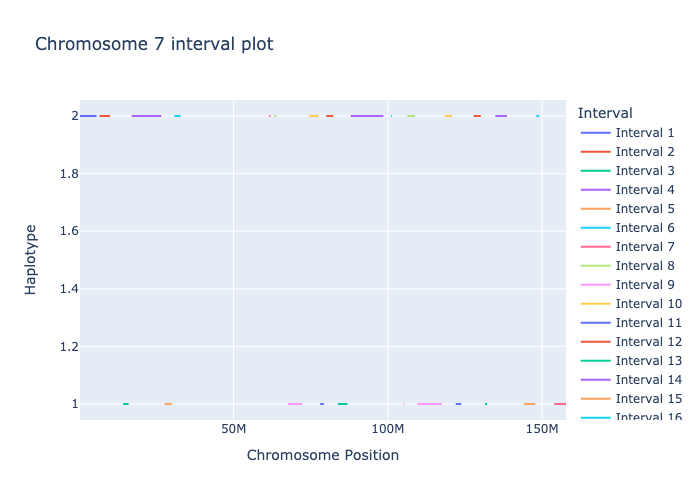 Chromosome 7 interval plot
Interval
2
1.8
1.6
1.4
1.2
1
Haplotype
50M
100M
150M
Chromosome Position
Interval 1
Interval 2
Interval 3
Interval 4
Interval 5
Interval 6
Interval 7
Interval 8
Interval 9
Interval 10
Interval 11
Interval 12
Interval 13
Interval 14
Interval 15
Interval 16